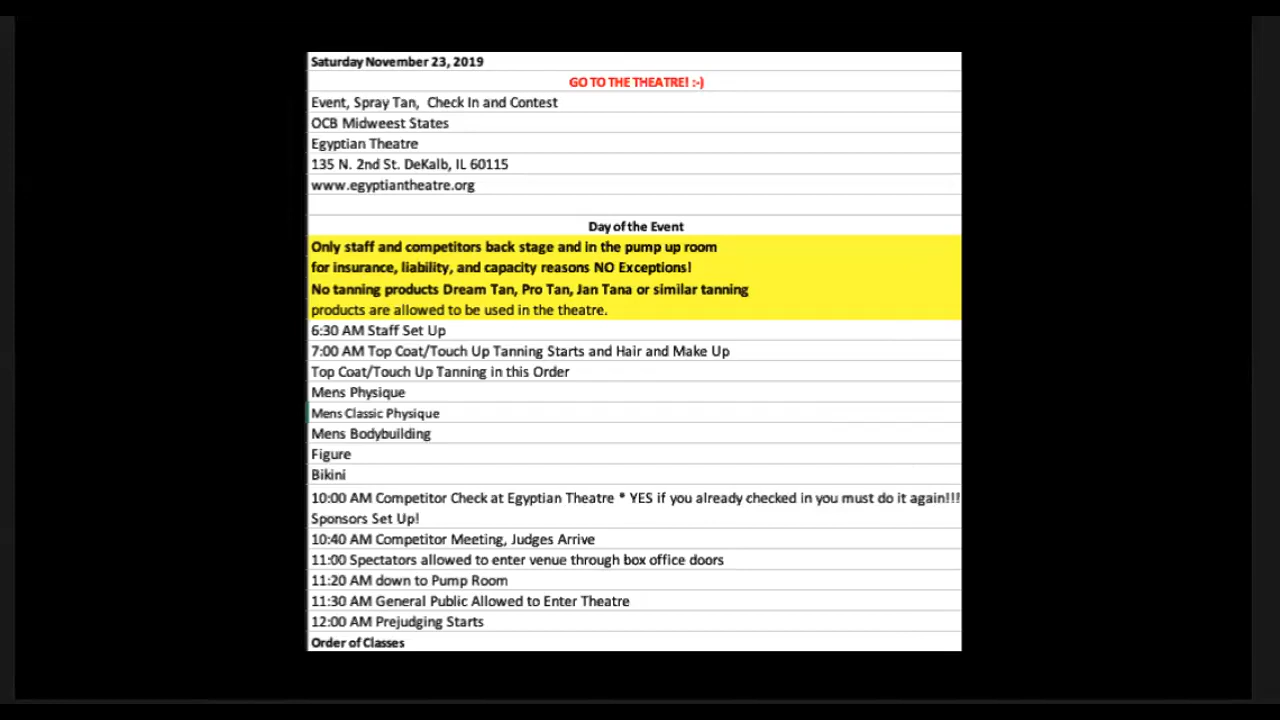 Saturday November 23, 2019
GO TO THE THEATRE! :-)
Event, Spray Tan, Check In and Contest
OCB Midweest States
Egyptian Theatre
135 N. 2nd St. DeKalb, IL 60115
www.egyptiantheatre.org
Day of the Event
Only staff and competitors back stage and in the pump up room
for insurance, liability, and capacity reasons NO Exceptions!
No tanning products Dream Tan, Pro Tan, Jan Tana or similar tanning
products are allowed to be used in the theatre.
6:30 AM Staff Set Up
7:00 AM Top Coat/Touch Up Tanning Starts and Hair and Make Up
Top Coat/Touch Up Tanning in this Order
Mens Physique
Mens Classic Physique
Mens Bodybuilding
Figure
Bikini
10:00 AM Competitor Check at Egyptian Theatre * YES if you already checked in you must do it again!!!
Sponsors Set Up!
10:40 AM Competitor Meeting, Judges Arrive
11:00 Spectators allowed to enter venue through box office doors
11:20 AM down to Pump Room
11:30 AM General Public Allowed to Enter Theatre
12:00 AM Prejudging Starts
Order of Classes